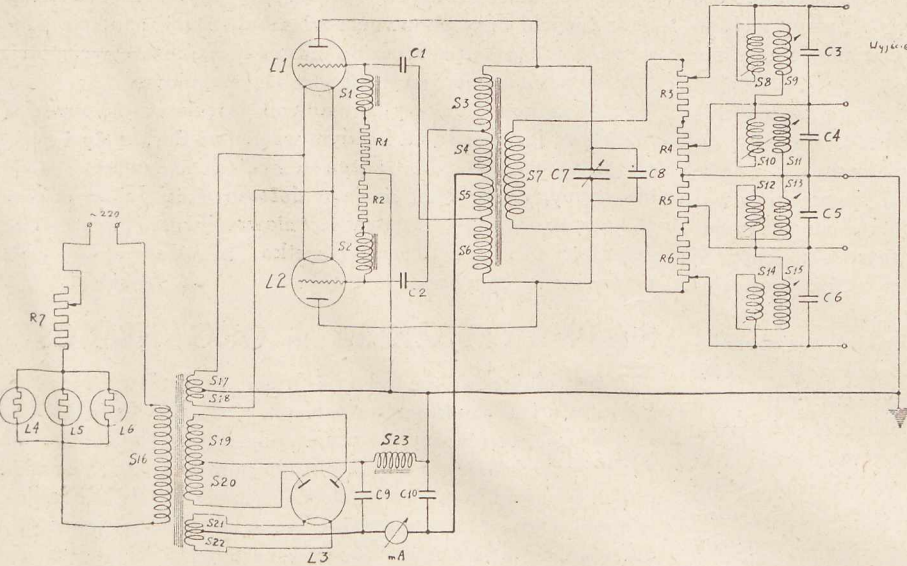 L1
C1
S1
R1
R2
S2
L2
C2
S3
S4
S5
S6
S7
C7
C8
R3
R4
R5
R6
S8
S9
C3
S10
S11
C4
S12
S13
C5
S14
S15
C6
~ 220
R7
L4
L5
L6
S16
S17
S18
S19
S20
S21
S22
S23
C9
C10
L3
mA